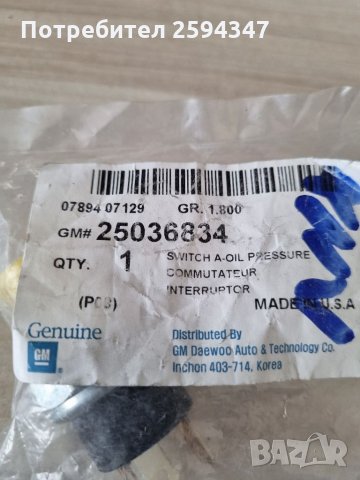 Потребител 2594347
07894 07129 GR. 1.800
GM# 25036834
QTY. 1 SWITCH A-OIL PRESSURE
COMMUTATEUR
INTERRUPTOR
(P03) MADE IN U.S.A
Genuine
GM
Distributed By
GM Daewoo Auto & Technology Co.
Inchon 403-714, Korea
BAZAR